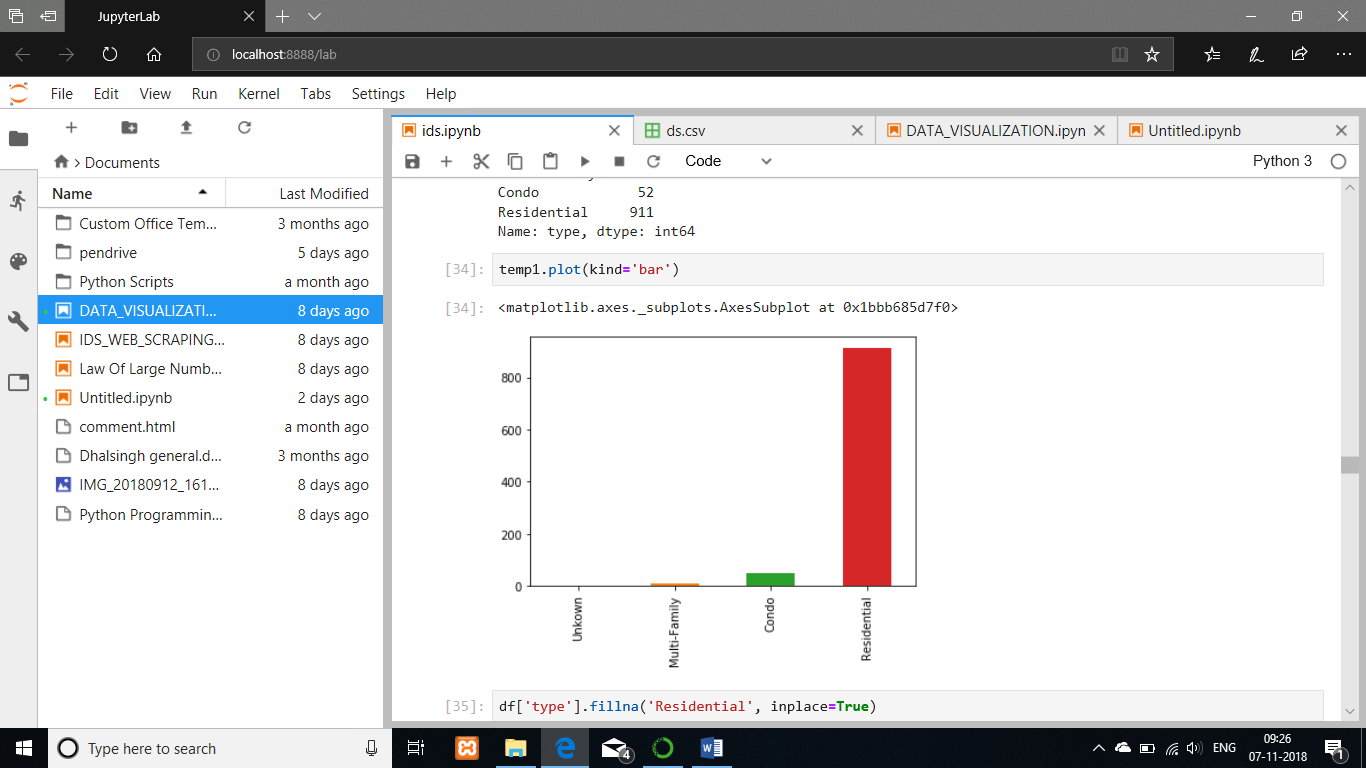 JupyterLab
localhost:8888/lab
File Edit View Run Kernel Tabs Settings Help
Documents
Name Last Modified
Custom Office Tem... 3 months ago
pendrive 5 days ago
Python Scripts a month ago
DATA_VISUALIZATI... 8 days ago
IDS_WEB_SCRAPING... 8 days ago
Law Of Large Numb... 8 days ago
Untitled.ipynb 2 days ago
comment.html a month ago
Dhalsingh general.d... 3 months ago
IMG_20180912_161... 8 days ago
Python Programmin... 8 days ago
ids.ipynb ds.csv DATA_VISUALIZATION.ipyn Untitled.ipynb
Code Python 3
Condo 52
Residential 911
Name: type, dtype: int64
[34]: temp1.plot(kind='bar')
[34]: <matplotlib.axes._subplots.AxesSubplot at 0x1bbb685d7f0>
800
600
400
200
0
Unkown
Multi-Family
Condo
Residential
[35]: df['type'].fillna('Residential', inplace=True)
Type here to search
4
ENG
09:26
07-11-2018
1